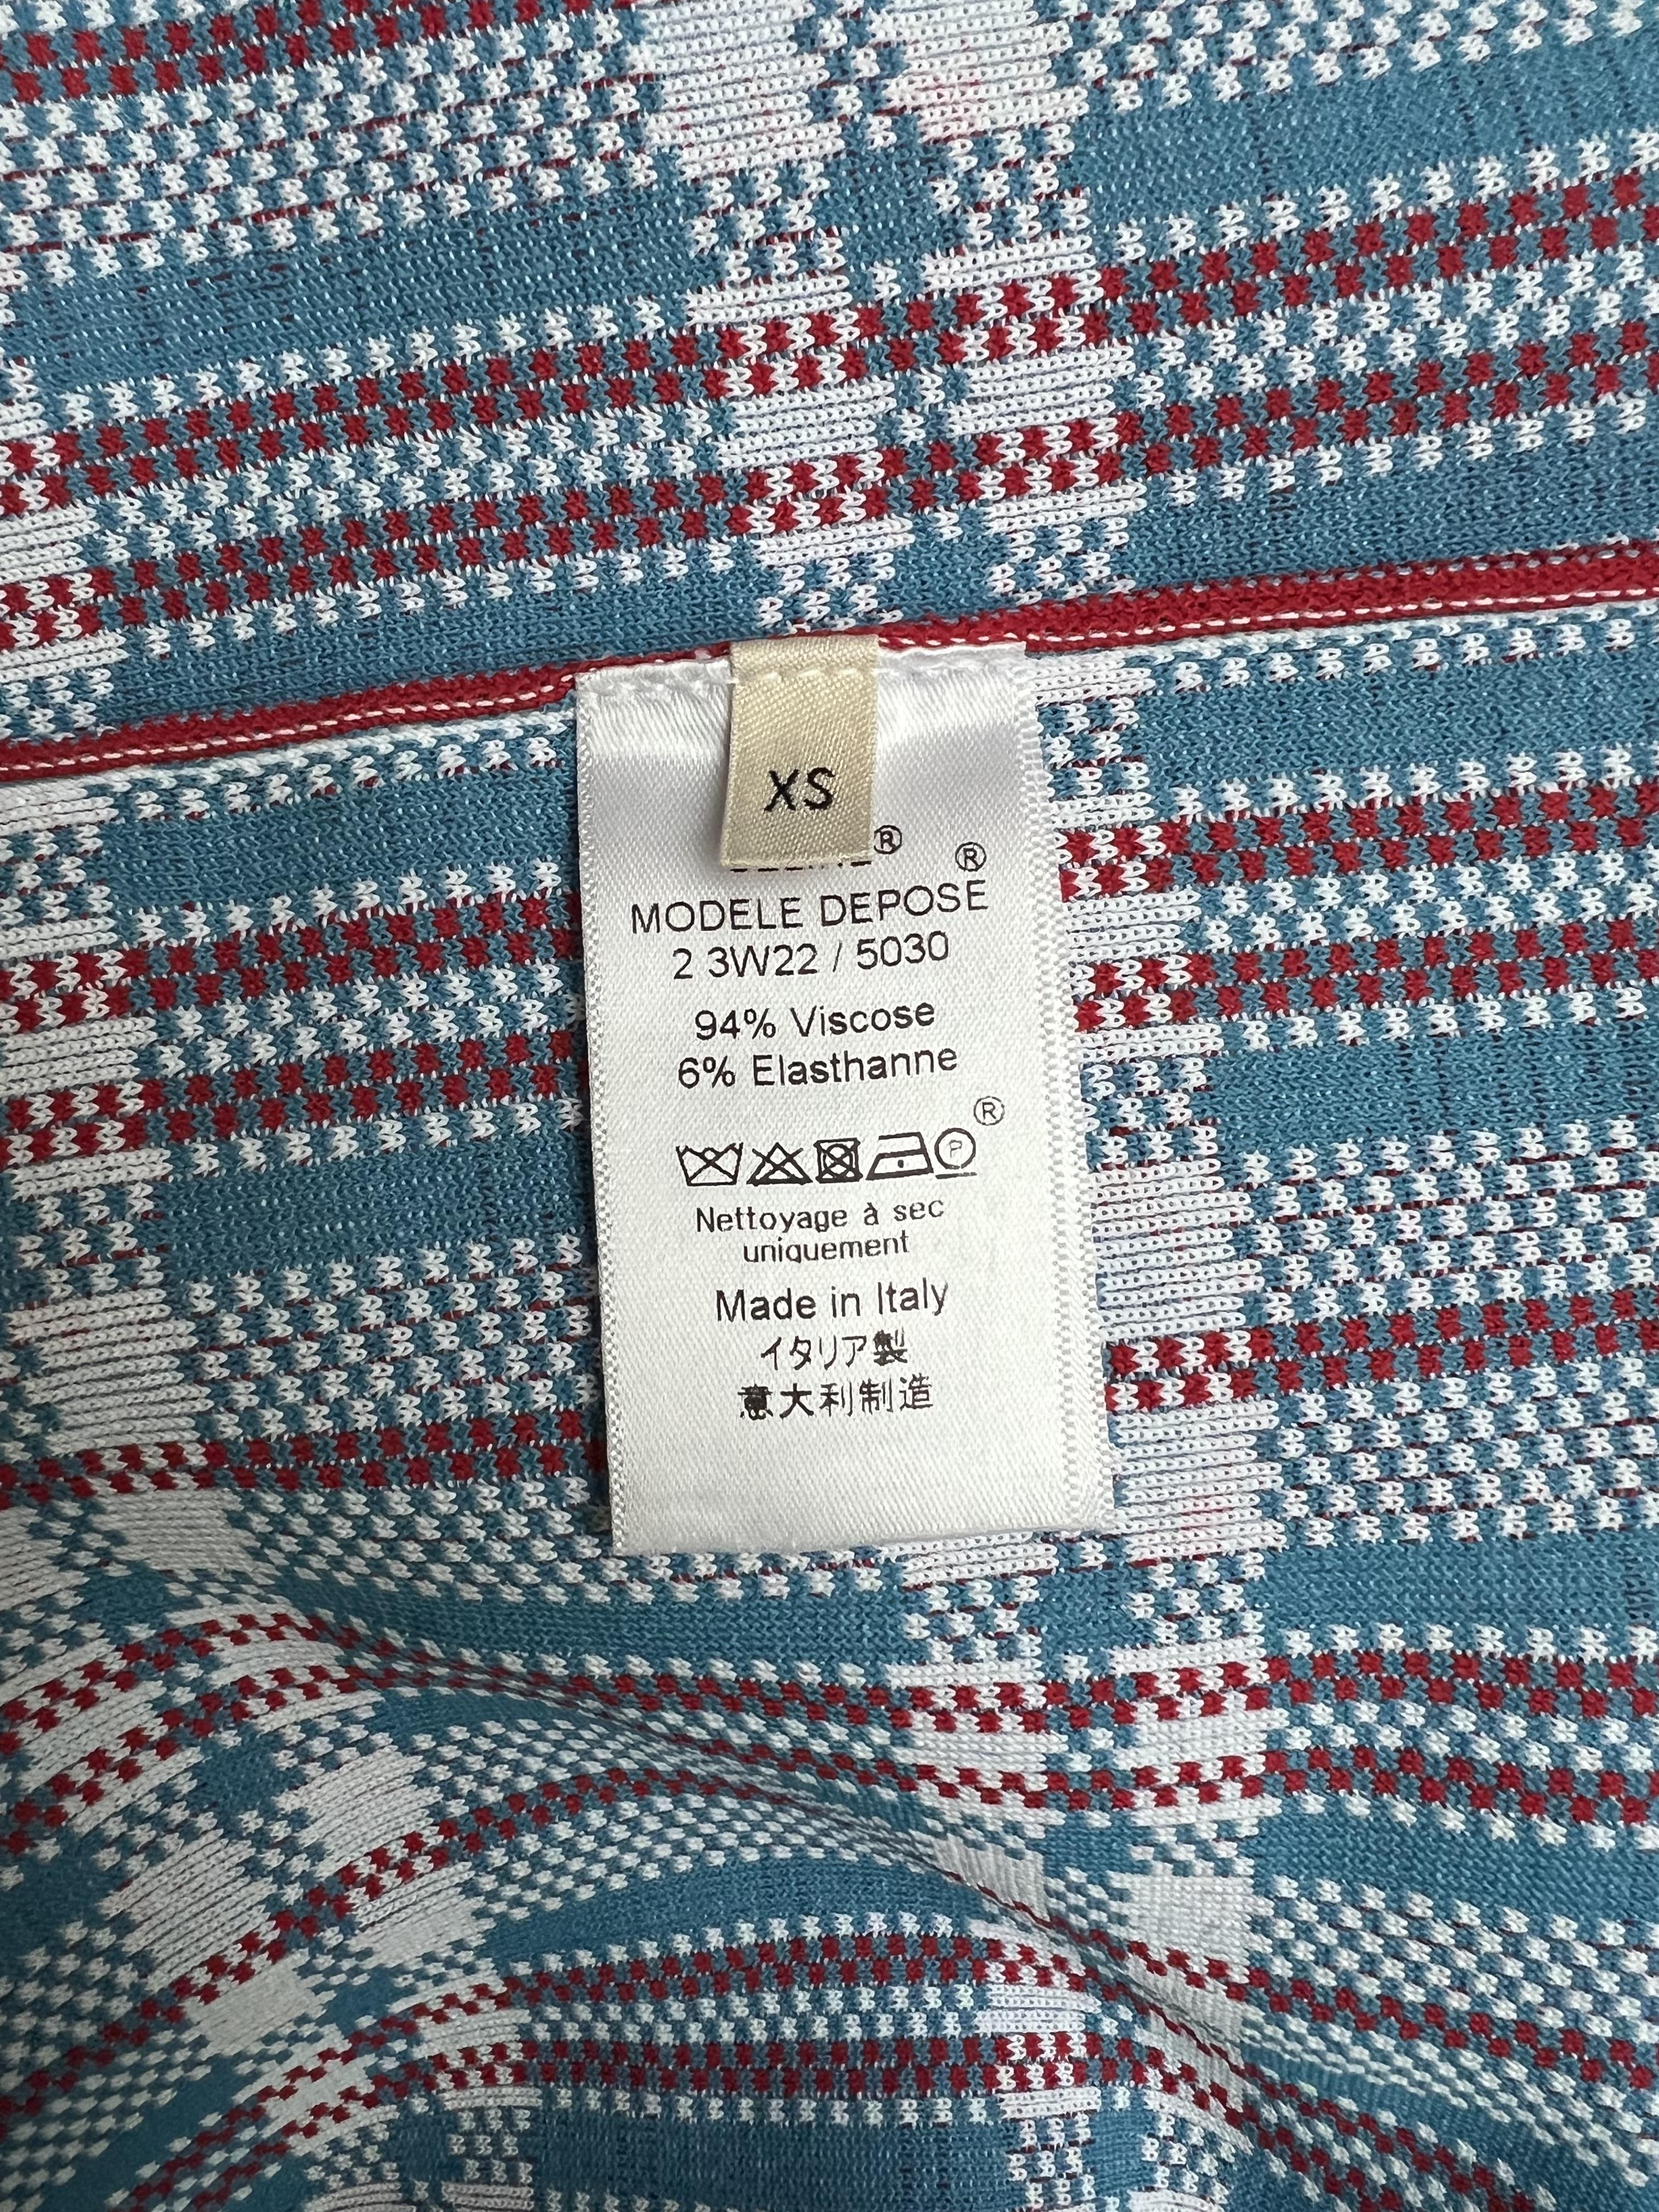 XS
®
®
MODELE DEPOSE
2 3W22 / 5030
94% Viscose
6% Elasthanne
P ®
Nettoyage à sec
uniquement
Made in Italy
イタリア製
意大利制造